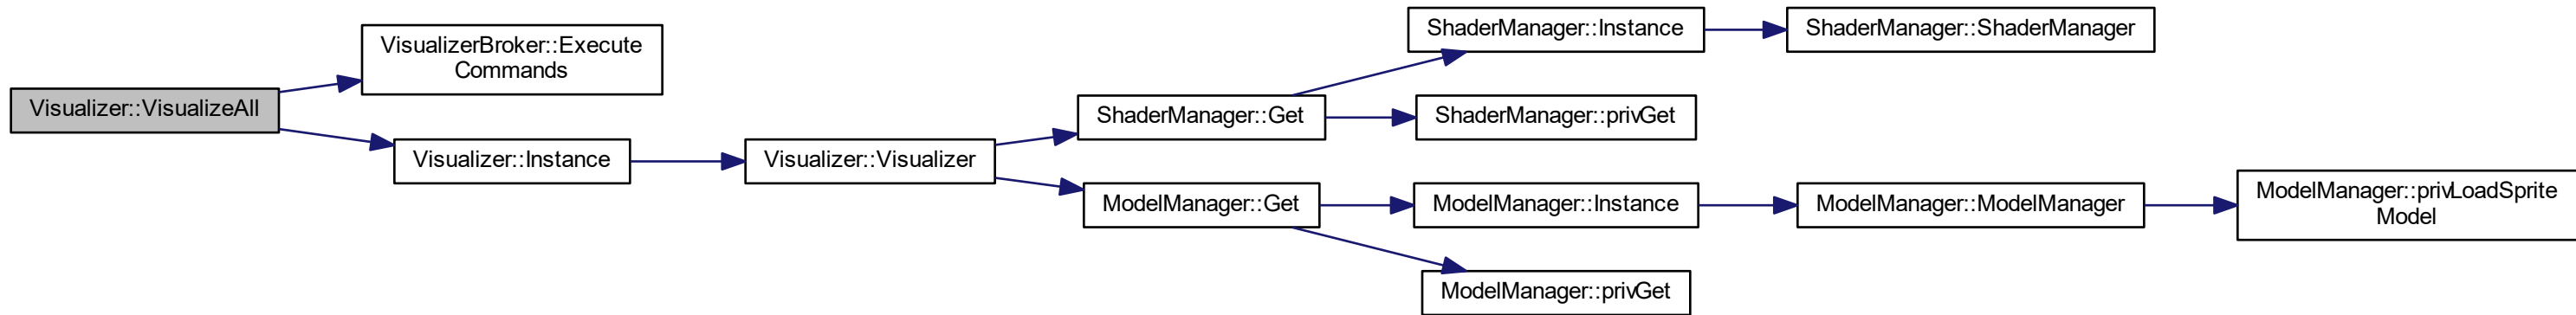 Visualizer::VisualizeAll
VisualizerBroker::Execute
Commands
Visualizer::Instance
Visualizer::Visualizer
ShaderManager::Get
ShaderManager::Instance
ShaderManager::ShaderManager
ShaderManager::privGet
ModelManager::Get
ModelManager::Instance
ModelManager::ModelManager
ModelManager::privLoadSprite
Model
ModelManager::privGet